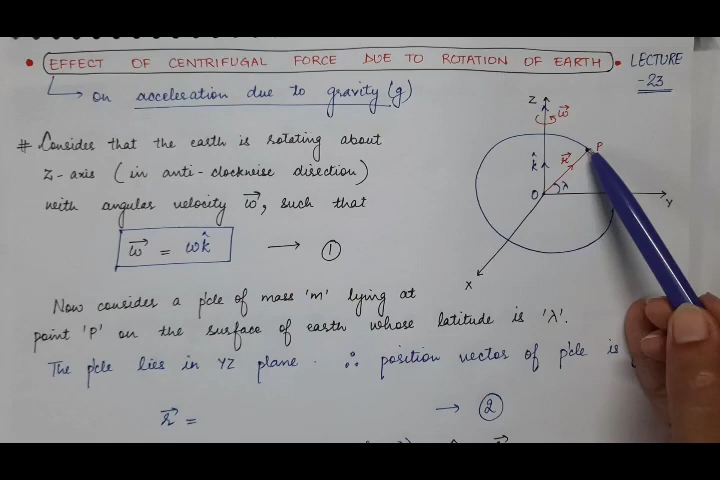 • EFFECT OF CENTRIFUGAL FORCE DUE TO ROTATION OF EARTH •
LECTURE
-23
on acceleration due to gravity (g)
# Consider that the earth is rotating about
Z-axis (in anti-clockwise direction)
with angular velocity ω⃗, such that
ω⃗ = ωk̂ → ①
Now consider a p'cle of mass 'm' lying at
point 'P' on the surface of earth whose latitude is 'λ'.
The p'cle lies in YZ plane. ∴ position vector of p'cle is
r⃗ = → ②
Z
ω⃗
P
k̂
r⃗
O
λ
Y
X